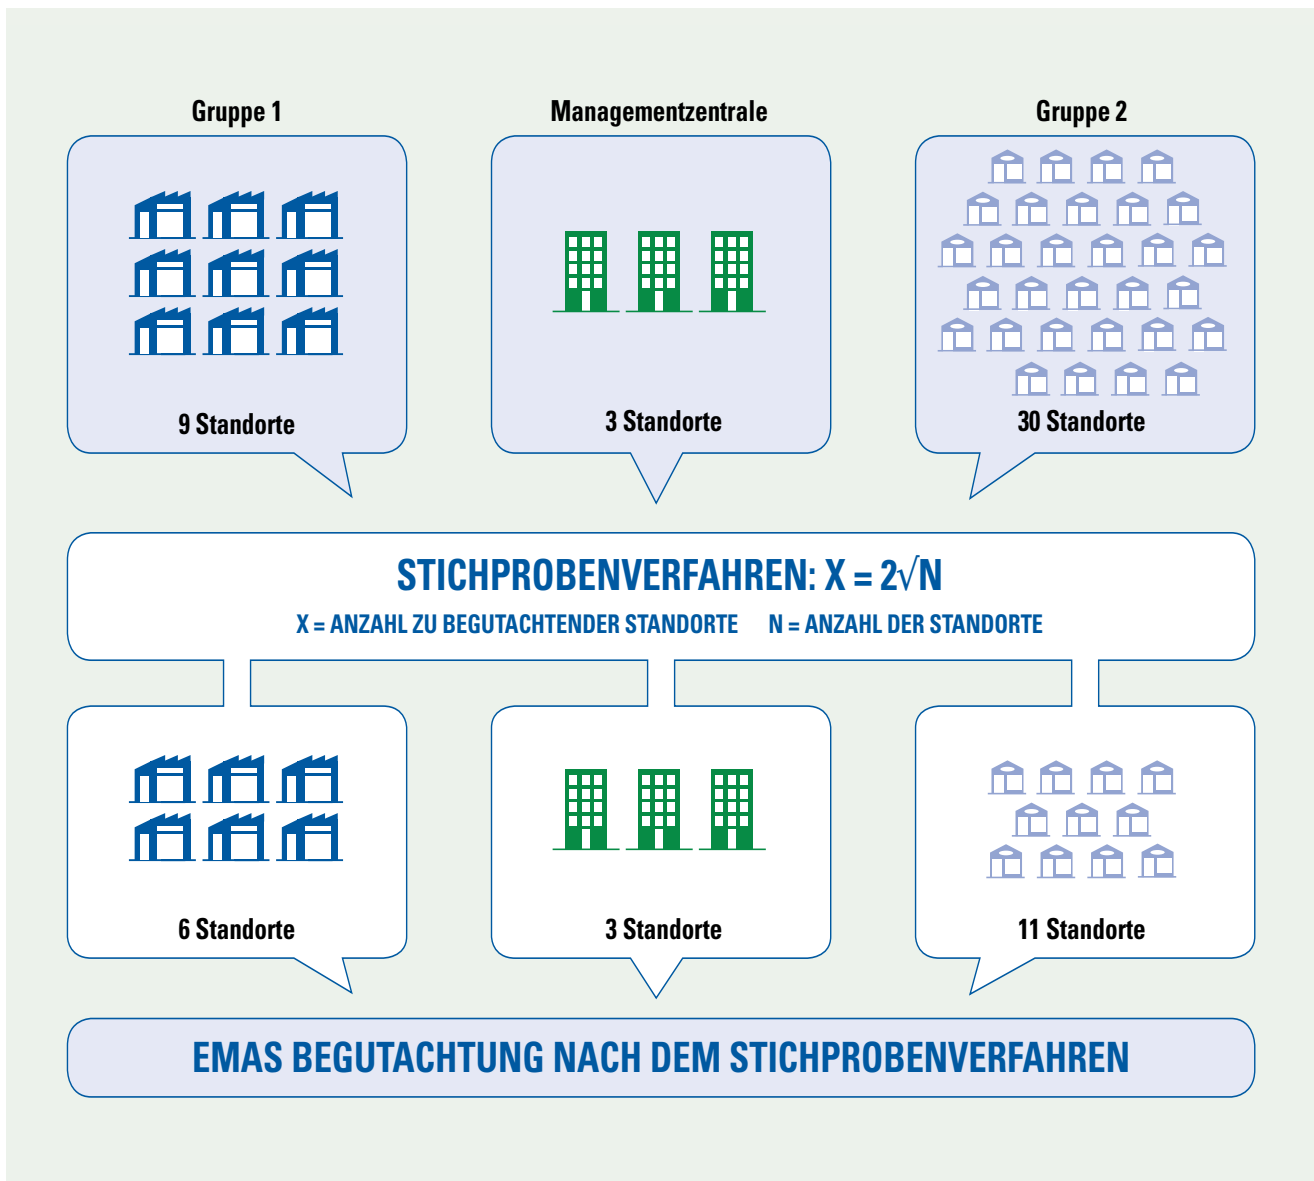 Gruppe 1
Managementzentrale
Gruppe 2
9 Standorte
3 Standorte
30 Standorte
STICHPROBENVERFAHREN: X = 2√N
X = ANZAHL ZU BEGUTACHTENDER STANDORTE N = ANZAHL DER STANDORTE
6 Standorte
3 Standorte
11 Standorte
EMAS BEGUTACHTUNG NACH DEM STICHPROBENVERFAHREN